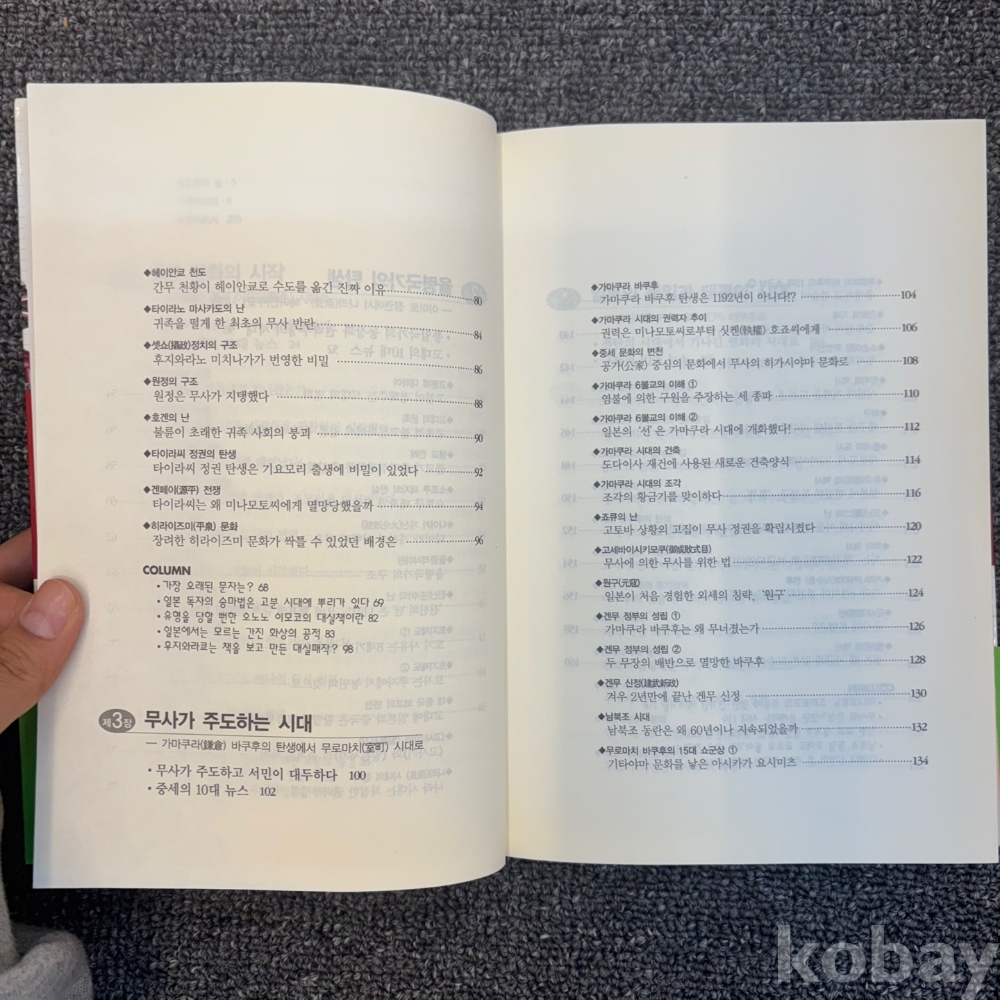 ◆헤이안쿄 천도
간무 천황이 헤이안쿄로 수도를 옮긴 진짜 이유 80
◆타이라노 마사카도의 난
귀족을 떨게 한 최초의 무사 반란 84
◆셋쇼(攝政)정치의 구조
후지와라노 미치나가가 번영한 비밀 86
◆원정의 구조
원정은 무사가 지탱했다 88
◆호겐의 난
불륜이 초래한 귀족 사회의 붕괴 90
◆타이라씨 정권의 탄생
타이라씨 정권 탄생은 기요모리 출생에 비밀이 있었다 92
◆겐페이(源平) 전쟁
타이라씨는 왜 미나모토씨에게 멸망당했을까 94
◆히라이즈미(平泉) 문화
장려한 히라이즈미 문화가 싹틀 수 있었던 배경은 96
COLUMN
• 가장 오래된 문자는? 68
• 일본 독자의 승마법은 고분 시대에 뿌리가 있다 69
• 유명을 당할 뻔한 오노노 이모코의 대실책이란 82
• 일본에서는 모르는 간진 화상의 공적 83
• 후지와라쿄는 책을 보고 만든 대실패작? 98
제3장 무사가 주도하는 시대
— 가마쿠라(鎌倉) 바쿠후의 탄생에서 무로마치(室町) 시대로
• 무사가 주도하고 서민이 대두하다 100
• 중세의 10대 뉴스 102
◆가마쿠라 바쿠후
가마쿠라 바쿠후 탄생은 1192년이 아니다!? 104
◆가마쿠라 시대의 권력자 추이
권력은 미나모토씨로부터 싯켄(執權) 호죠씨에게 106
◆중세 문화의 변천
공가(公家) 중심의 문화에서 무사의 히가시야마 문화로 108
◆가마쿠라 6불교의 이해 ①
염불에 의한 구원을 주장하는 세 종파 110
◆가마쿠라 6불교의 이해 ②
일본의 '선'은 가마쿠라 시대에 개화했다! 112
◆가마쿠라 시대의 건축
도다이사 재건에 사용된 새로운 건축양식 114
◆가마쿠라 시대의 조각
조각의 황금기를 맞이하다 116
◆죠큐의 난
고토바 상황의 고집이 무사 정권을 확립시켰다 120
◆고세바이시키모쿠(御成敗式目)
무사에 의한 무사를 위한 법 122
◆원구(元寇)
일본이 처음 경험한 외세의 침략, '원구' 124
◆겐무 정부의 성립 ①
가마쿠라 바쿠후는 왜 무너졌는가 126
◆겐무 정부의 성립 ②
두 무장의 배반으로 멸망한 바쿠후 128
◆겐무 신정(建武新政)
겨우 2년만에 끝난 겐무 신정 130
◆남북조 시대
남북조 동란은 왜 60년이나 지속되었을까 132
◆무로마치 바쿠후의 15대 쇼군상 ①
기타야마 문화를 낳은 아시카가 요시미츠 134
kobay